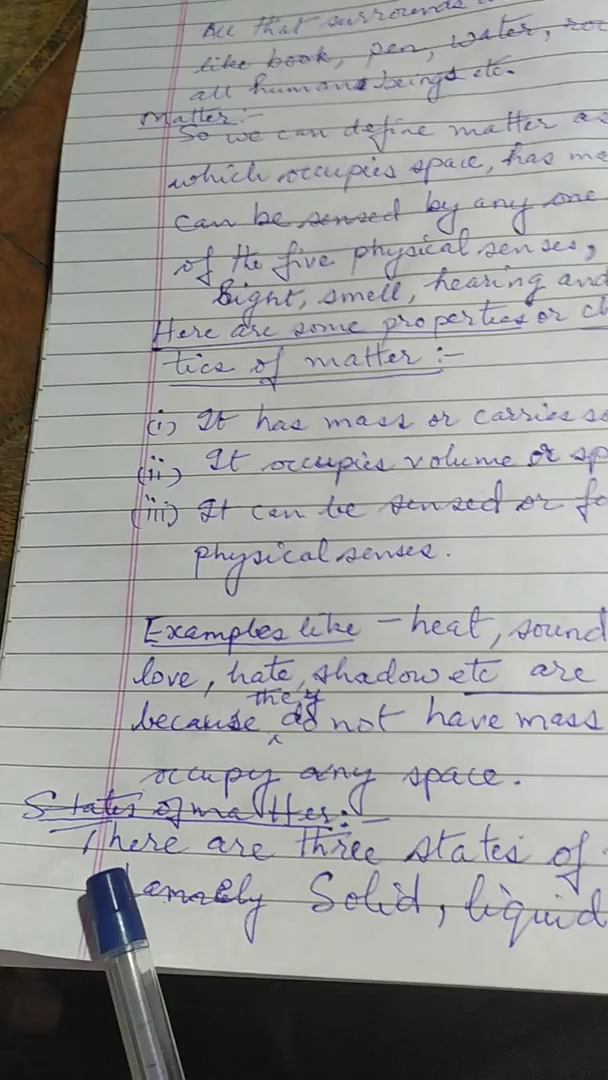 All that surrounds
like book, pen, water,
all human beings etc.
Matter:-
So we can define matter as
which occupies space, has
can be sensed by any one
of the five physical senses,
Sight, smell, hearing and
Here are some properties or
tics of matter :-
(i) It has mass or carries
(ii) It occupies volume or
(iii) It can be sensed or
physical senses.
Examples like - heat, sound
love, hate, shadow etc are
because they do not have mass
occupy any space.
States of matter:-
There are three states of
namely Solid, liquid